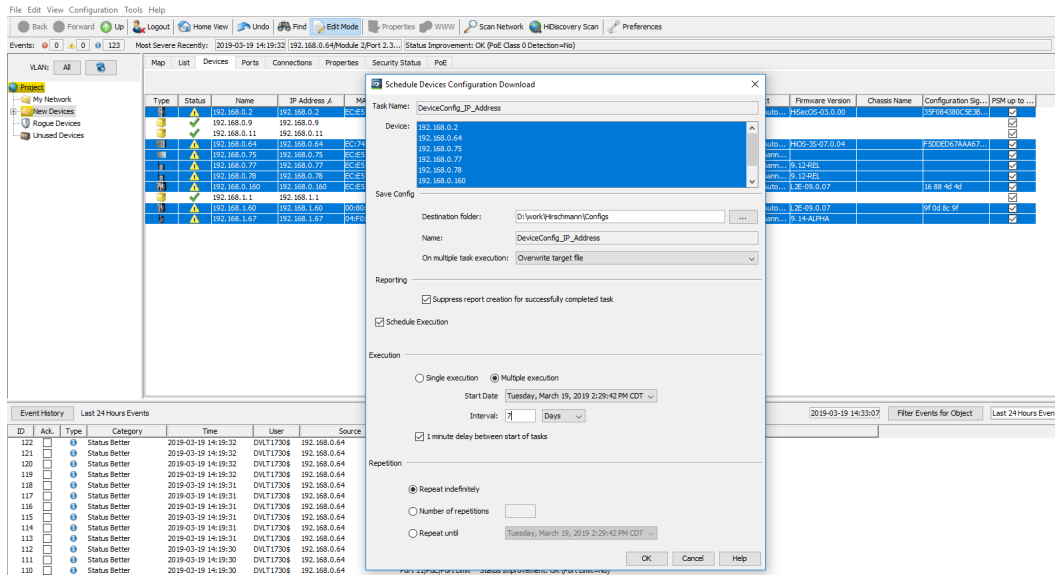 File Edit View Configuration Tools Help
Back Forward Up Logout Home View Undo Find Edit Mode Properties WWW Scan Network HiDiscovery Scan Preferences
Events: 0 0 123 Most Severe Recently: 2019-03-19 14:19:32 192.168.0.64/Module 2/Port 2.3... Status Improvement: OK (PoE Class 0 Detection=No)
VLAN: All
Map List Devices Ports Connections Properties Security Status PoE
Project
My Network
New Devices
Rogue Devices
Unused Devices
Type Status Name IP Address MA
Firmware Version Chassis Name Configuration Sig... PSM up to ...
192.168.0.2 192.168.0.2 EC:E5 uto... HiSecOS-03.0.00 35F084380C5E3B...
192.168.0.9 192.168.0.9
192.168.0.11 192.168.0.11
192.168.0.64 192.168.0.64 EC:74 uto... HiOS-3S-07.0.04 F5DDED67AAA67...
192.168.0.75 192.168.0.75 EC:E5 ann...
192.168.0.77 192.168.0.77 EC:E5 ann... 9.12-REL
192.168.0.78 192.168.0.78 EC:E5 ann... 9.12-REL
192.168.0.160 192.168.0.160 EC:E5 uto... L2E-09.0.07 16 88 4d 4d
192.168.1.1 192.168.1.1
192.168.1.60 192.168.1.60 00:80: uto... L2E-09.0.07 9f 0d 8c 9f
192.168.1.67 192.168.1.67 04:F0: ann... 9.14-ALPHA
Schedule Devices Configuration Download
Task Name: DeviceConfig_IP_Address
Device: 192.168.0.2
192.168.0.64
192.168.0.75
192.168.0.77
192.168.0.78
192.168.0.160
Save Config
Destination folder: D:\work\Hirschmann\Configs ...
Name: DeviceConfig_IP_Address
On multiple task execution: Overwrite target file
Reporting
Suppress report creation for successfully completed task
Schedule Execution
Execution
Single execution Multiple execution
Start Date Tuesday, March 19, 2019 2:29:42 PM CDT
Interval: 7 Days
1 minute delay between start of tasks
Repetition
Repeat indefinitely
Number of repetitions
Repeat until Tuesday, March 19, 2019 2:29:42 PM CDT
OK Cancel Help
Event History Last 24 Hours Events 2019-03-19 14:33:07 Filter Events for Object Last 24 Hours Even
ID Ack. Type Category Time User Source
122 Status Better 2019-03-19 14:19:32 DVLT1730$ 192.168.0.64
121 Status Better 2019-03-19 14:19:32 DVLT1730$ 192.168.0.64
120 Status Better 2019-03-19 14:19:32 DVLT1730$ 192.168.0.64
119 Status Better 2019-03-19 14:19:32 DVLT1730$ 192.168.0.64
118 Status Better 2019-03-19 14:19:31 DVLT1730$ 192.168.0.64
117 Status Better 2019-03-19 14:19:31 DVLT1730$ 192.168.0.64
116 Status Better 2019-03-19 14:19:31 DVLT1730$ 192.168.0.64
115 Status Better 2019-03-19 14:19:31 DVLT1730$ 192.168.0.64
114 Status Better 2019-03-19 14:19:31 DVLT1730$ 192.168.0.64
113 Status Better 2019-03-19 14:19:31 DVLT1730$ 192.168.0.64
112 Status Better 2019-03-19 14:19:30 DVLT1730$ 192.168.0.64
111 Status Better 2019-03-19 14:19:30 DVLT1730$ 192.168.0.64
110 Status Better 2019-03-19 14:19:30 DVLT1730$ 192.168.0.64